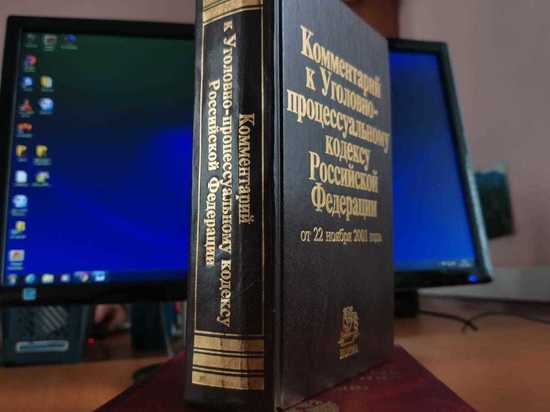 Комментарий
к Уголовно-процессуальному кодексу
Российской Федерации
Комментарий
к Уголовно-
процессуальному
кодексу
Российской
Федерации
от 22 ноября 2001 года